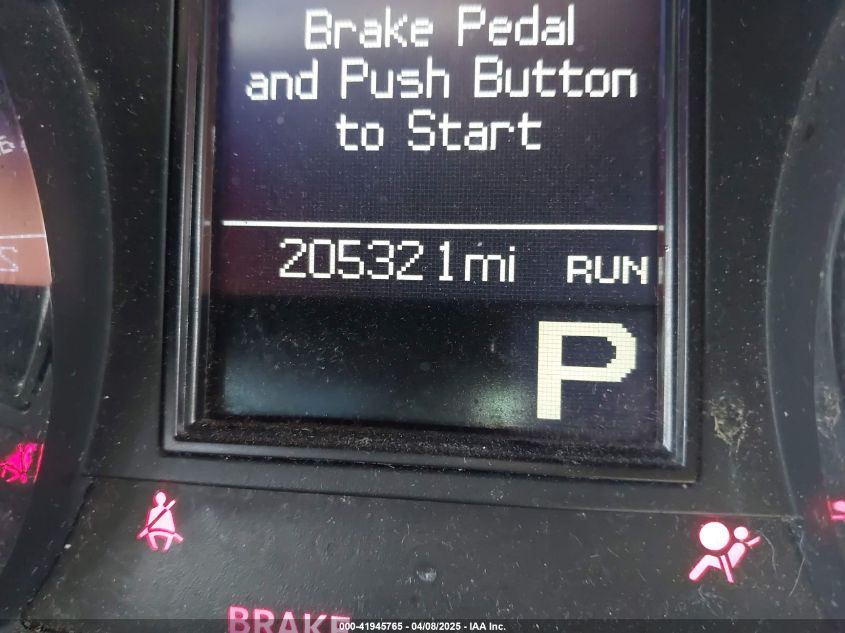 Brake Pedal
and Push Button
to Start
205321mi RUN
P
BRAKE
000-41945765 - 04/08/2025 - IAA Inc.